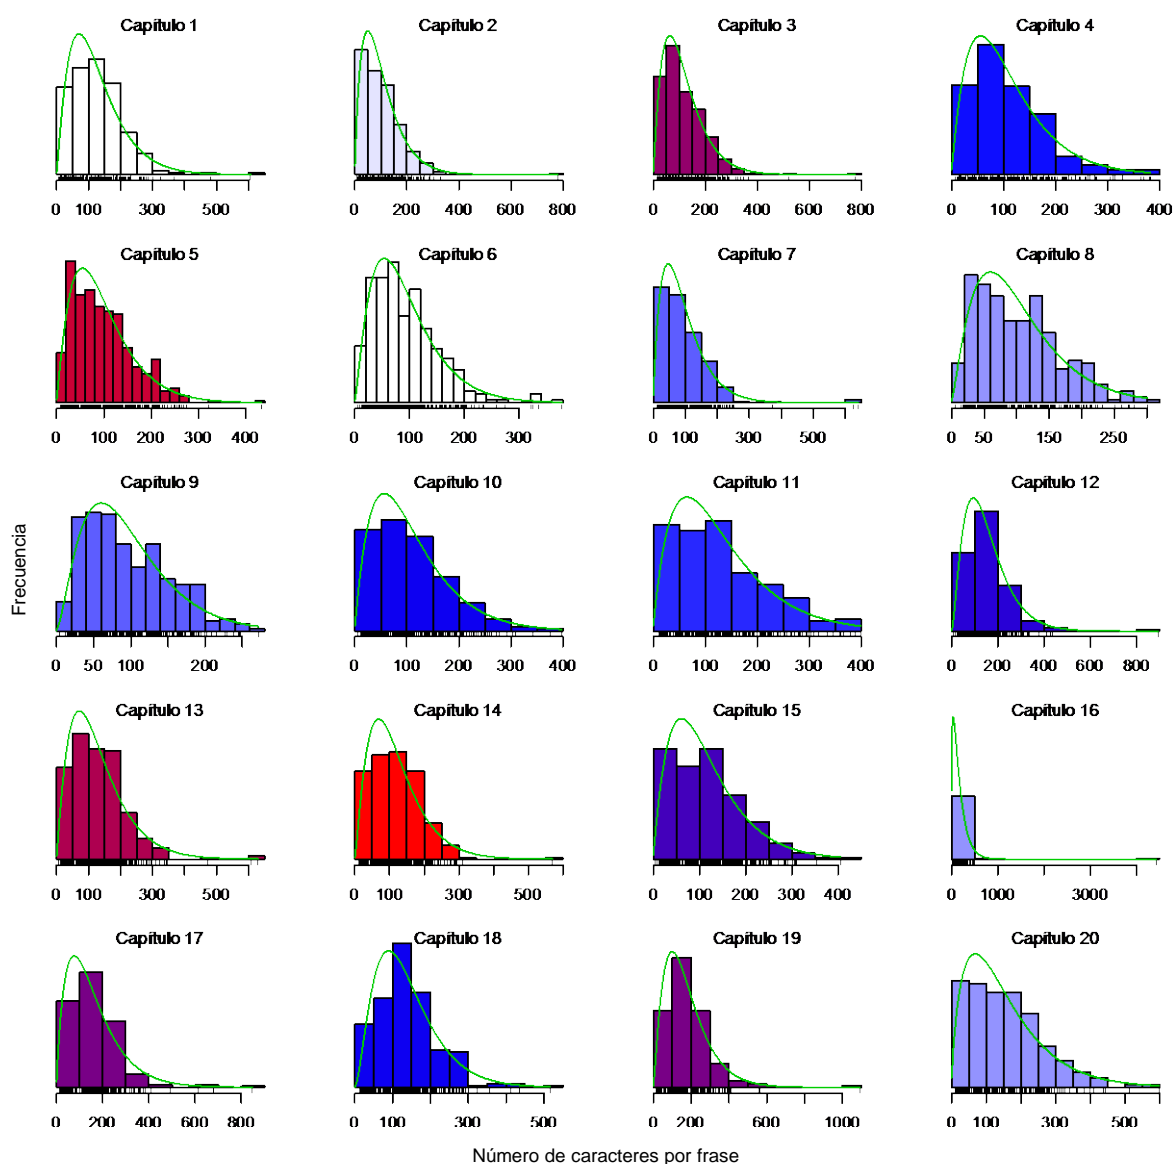 Capítulo 1 Capítulo 2 Capítulo 3 Capítulo 4
0 100 300 500 0 200 400 600 800 0 200 400 600 800 0 100 200 300 400
Capítulo 5 Capítulo 6 Capítulo 7 Capítulo 8
0 100 200 300 400 0 100 200 300 0 100 300 500 0 50 150 250
Capítulo 9 Capítulo 10 Capítulo 11 Capítulo 12
0 50 100 200 0 100 200 300 400 0 100 200 300 400 0 200 400 600 800
Frecuencia
Capítulo 13 Capítulo 14 Capítulo 15 Capítulo 16
0 100 300 500 0 100 300 500 0 100 200 300 400 0 1000 3000
Capítulo 17 Capítulo 18 Capítulo 19 Capítulo 20
0 200 400 600 800 0 100 300 500 0 200 400 600 1000 0 100 300 500
Número de caracteres por frase